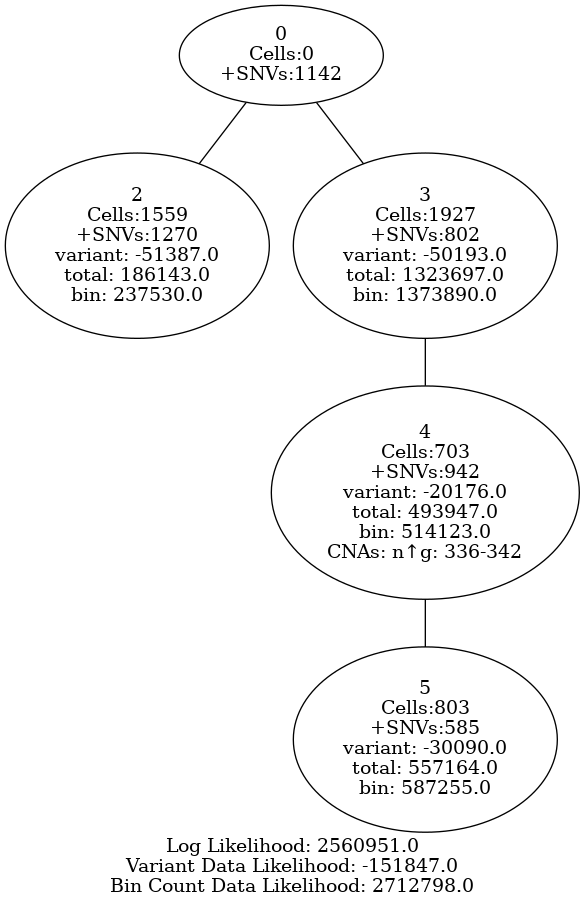 0
Cells:0
+SNVs:1142
2
Cells:1559
+SNVs:1270
variant: -51387.0
total: 186143.0
bin: 237530.0
3
Cells:1927
+SNVs:802
variant: -50193.0
total: 1323697.0
bin: 1373890.0
4
Cells:703
+SNVs:942
variant: -20176.0
total: 493947.0
bin: 514123.0
CNAs: n↑g: 336-342
5
Cells:803
+SNVs:585
variant: -30090.0
total: 557164.0
bin: 587255.0
Log Likelihood: 2560951.0
Variant Data Likelihood: -151847.0
Bin Count Data Likelihood: 2712798.0